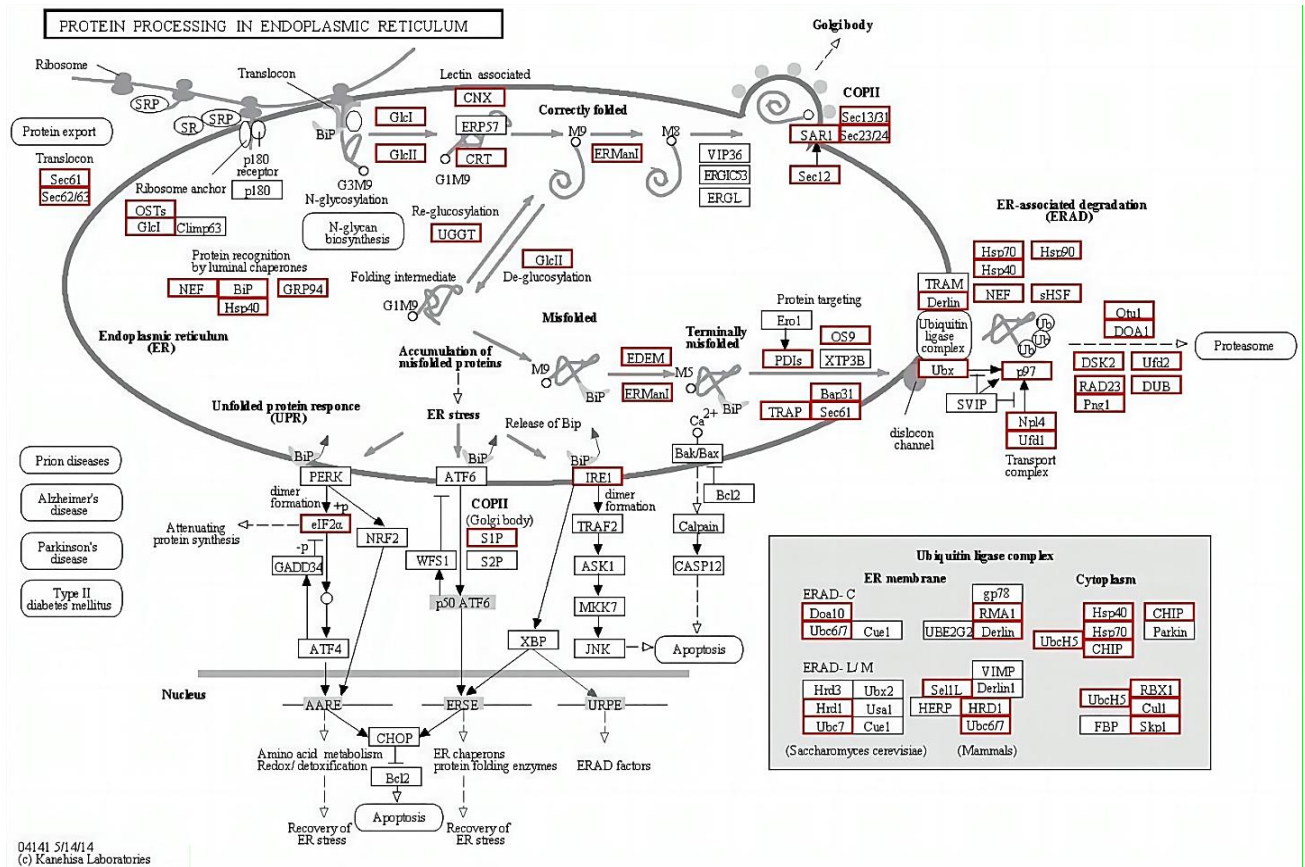 PROTEIN PROCESSING IN ENDOPLASMIC RETICULUM
Golgi body
Ribosome
Translocon
Lectin associated
COPII
SRP
SRP
SR
BiP
GlcI
CNX
Correctly folded
Sec13/31
Protein export
ERP57
M9
M8
SAR1
Sec23/24
Translocon
GlcII
CRT
ERManI
VIP36
Sec61
p180
receptor
G3M9
G1M9
ERGIC53
Sec12
Sec62/63
Ribosome anchor
p180
N-glycosylation
ERGL
OSTs
Re-glucosylation
ER-associated degradation
(ERAD)
GlcI
Climp63
N-glycan
biosynthesis
UGGT
Hsp70
Hsp90
Protein recognition
by luminal chaperones
GlcII
Hsp40
NEF
BiP
GRP94
Folding intermediate
De-glucosylation
TRAM
NEF
sHSF
Hsp40
G1M9
Derlin
Protein targeting
Otu1
Misfolded
Ero1
OS9
Ubiquitin
ligase
complex
Ub
Ub
Ub
DOA1
Endoplasmic reticulum
(ER)
Accumulation of
misfolded proteins
EDEM
Terminally
misfolded
PDIs
XTP3B
Proteasome
M9
M5
Ubx
p97
DSK2
Ufd2
BiP
ERManI
BiP
Bap31
SVIP
RAD23
DUB
Unfolded protein responce
(UPR)
ER stress
Ca2+
TRAP
Sec61
Png1
Release of Bip
dislocon
channel
Npl4
Ufd1
BiP
BiP
BiP
Bak/Bax
Transport
complex
Prion diseases
PERK
ATF6
IRE1
Bcl2
dimer
formation
+p
COPII
(Golgi body)
dimer
formation
Alzheimer's
disease
Attenuating
protein synthesis
eIF2α
NRF2
S1P
TRAF2
Calpain
Parkinson's
disease
-p
GADD34
WFS1
S2P
ASK1
CASP12
Type II
diabetes mellitus
p50 ATF6
MKK7
ATF4
XBP
JNK
Apoptosis
Nucleus
AARE
ERSE
URPE
CHOP
Amino acid metabolism
Redox/detoxification
ER chaperons
protein folding enzymes
ERAD factors
Bcl2
Apoptosis
Recovery of
ER stress
Recovery of
ER stress
Ubiquitin ligase complex
ER membrane
Cytoplasm
ERAD-C
gp78
Doa10
RMA1
Hsp40
CHIP
Ubc6/7
Cue1
UBE2G2
Derlin
UbcH5
Hsp70
Parkin
CHIP
ERAD-L/M
VIMP
Hrd3
Ubx2
Sel1L
Derlin1
UbcH5
RBX1
Hrd1
Usa1
HERP
HRD1
Cul1
Ubc7
Cue1
Ubc6/7
FBP
Skp1
(Saccharomyces cerevisiae)
(Mammals)
04141 5/14/14
(c) Kanehisa Laboratories